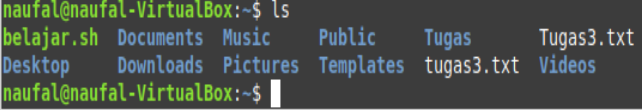 naufal@naufal-VirtualBox:~$ ls
belajar.sh Documents Music Public Tugas Tugas3.txt
Desktop Downloads Pictures Templates tugas3.txt Videos
naufal@naufal-VirtualBox:~$